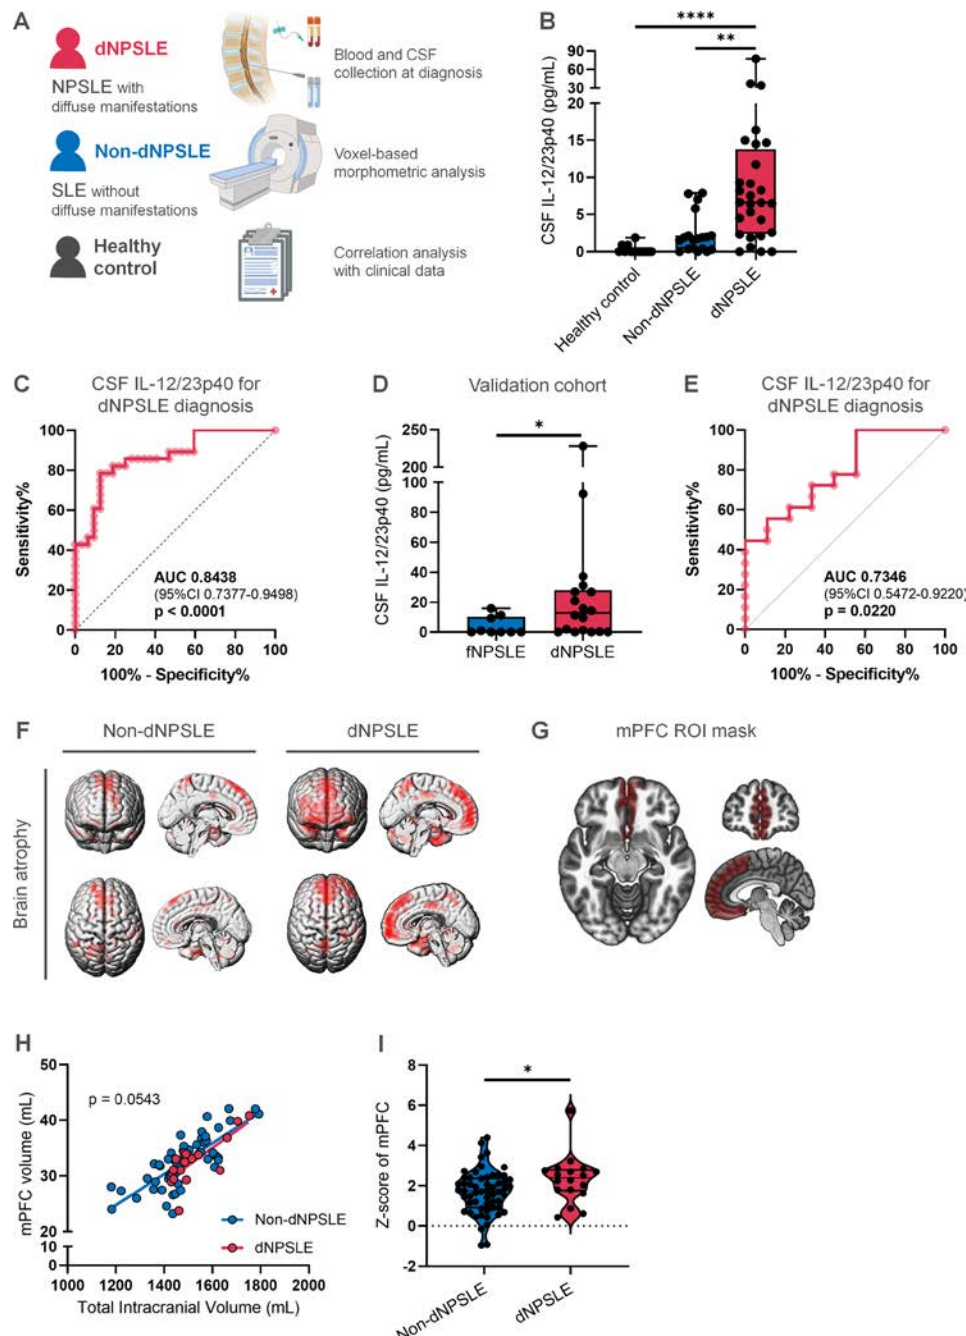 A
dNPSLE
NPSLE with
diffuse manifestations
Non-dNPSLE
SLE without
diffuse manifestations
Healthy
control
Blood and CSF
collection at diagnosis
Voxel-based
morphometric analysis
Correlation analysis
with clinical data
B
****
**
CSF IL-12/23p40 (pg/mL)
90
60
30
20
15
10
5
0
Healthy control
Non-dNPSLE
dNPSLE
C
CSF IL-12/23p40 for
dNPSLE diagnosis
Sensitivity%
100
80
60
40
20
0
AUC 0.8438
(95%CI 0.7377-0.9498)
p < 0.0001
0 20 40 60 80 100
100% - Specificity%
D
Validation cohort
*
CSF IL-12/23p40 (pg/mL)
250
200
100
80
60
40
20
0
fNPSLE dNPSLE
E
CSF IL-12/23p40 for
dNPSLE diagnosis
Sensitivity%
100
80
60
40
20
0
AUC 0.7346
(95%CI 0.5472-0.9220)
p = 0.0220
0 20 40 60 80 100
100% - Specificity%
F
Non-dNPSLE
dNPSLE
Brain atrophy
G
mPFC ROI mask
H
p = 0.0543
mPFC volume (mL)
50
40
30
20
10
0
Non-dNPSLE
dNPSLE
1000 1200 1400 1600 1800 2000
Total Intracranial Volume (mL)
I
*
Z-score of mPFC
8
6
4
2
0
-2
Non-dNPSLE
dNPSLE